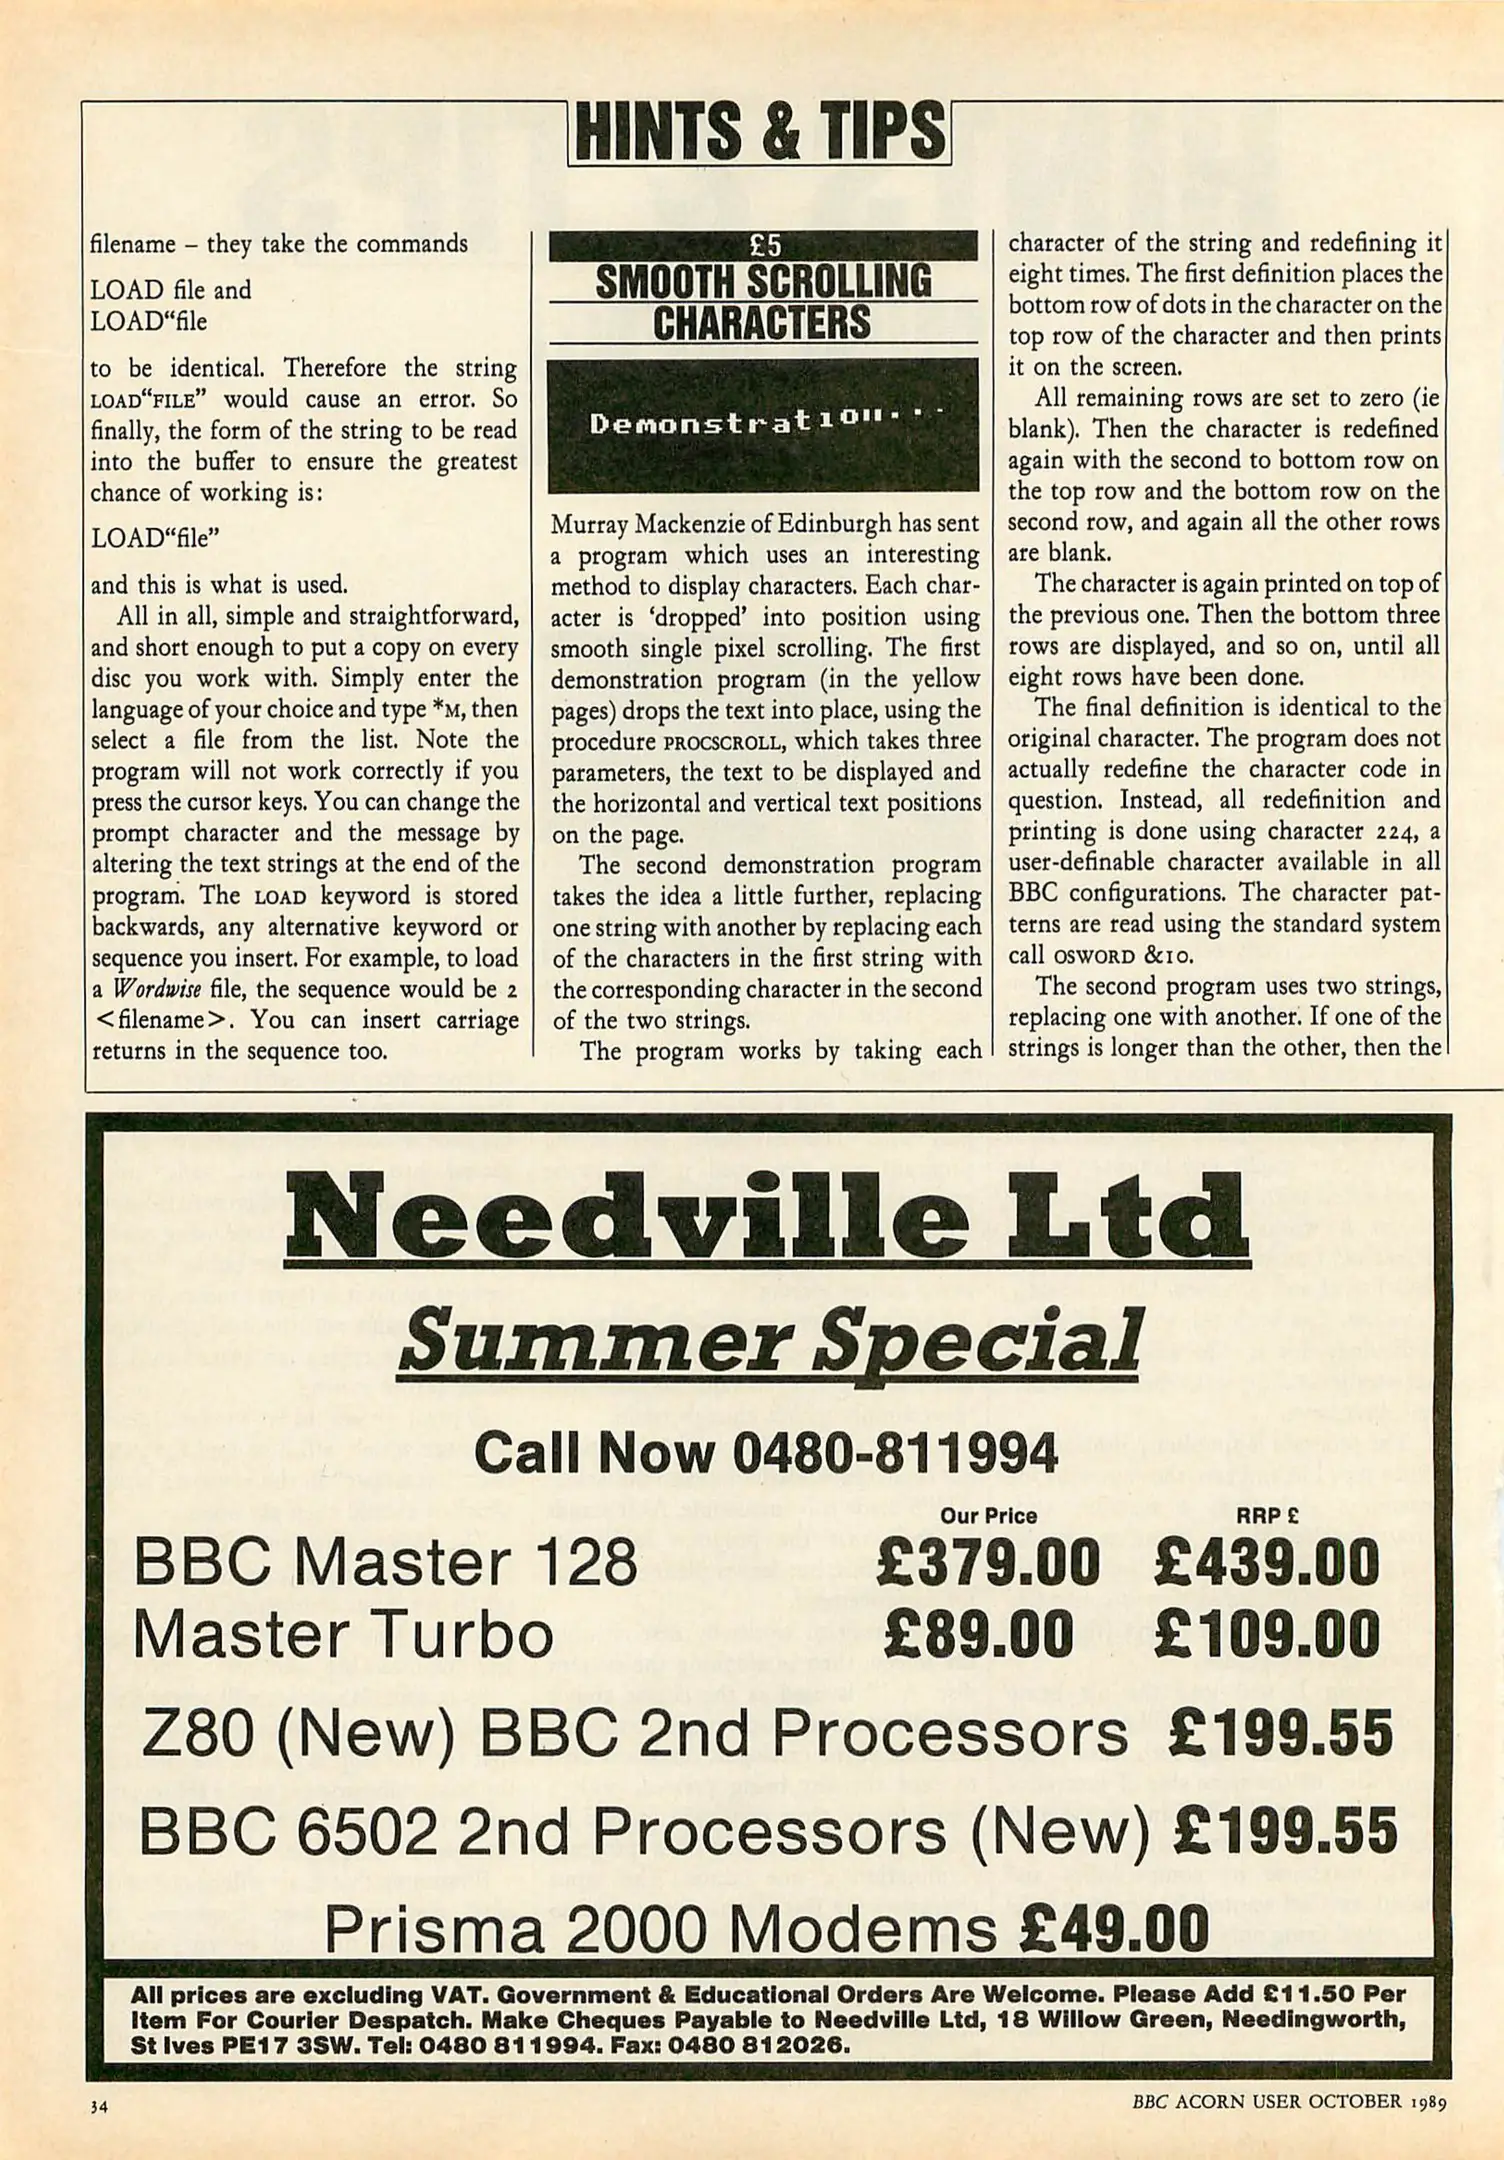 HINTS & TIPS
filename – they take the commands
LOAD file and
LOAD“file
to be identical. Therefore the string
LOAD“FILE” would cause an error. So
finally, the form of the string to be read
into the buffer to ensure the greatest
chance of working is:
LOAD“file”
and this is what is used.
All in all, simple and straightforward,
and short enough to put a copy on every
disc you work with. Simply enter the
language of your choice and type *M, then
select a file from the list. Note the
program will not work correctly if you
press the cursor keys. You can change the
prompt character and the message by
altering the text strings at the end of the
program. The LOAD keyword is stored
backwards, any alternative keyword or
sequence you insert. For example, to load
a Wordwise file, the sequence would be 2
<filename>. You can insert carriage
returns in the sequence too.
£5
SMOOTH SCROLLING
CHARACTERS
Demonstration...
Murray Mackenzie of Edinburgh has sent
a program which uses an interesting
method to display characters. Each char-
acter is ‘dropped’ into position using
smooth single pixel scrolling. The first
demonstration program (in the yellow
pages) drops the text into place, using the
procedure PROCSCROLL, which takes three
parameters, the text to be displayed and
the horizontal and vertical text positions
on the page.
The second demonstration program
takes the idea a little further, replacing
one string with another by replacing each
of the characters in the first string with
the corresponding character in the second
of the two strings.
The program works by taking each
character of the string and redefining it
eight times. The first definition places the
bottom row of dots in the character on the
top row of the character and then prints
it on the screen.
All remaining rows are set to zero (ie
blank). Then the character is redefined
again with the second to bottom row on
the top row and the bottom row on the
second row, and again all the other rows
are blank.
The character is again printed on top of
the previous one. Then the bottom three
rows are displayed, and so on, until all
eight rows have been done.
The final definition is identical to the
original character. The program does not
actually redefine the character code in
question. Instead, all redefinition and
printing is done using character 224, a
user-definable character available in all
BBC configurations. The character pat-
terns are read using the standard system
call OSWORD &10.
The second program uses two strings,
replacing one with another. If one of the
strings is longer than the other, then the
Needville Ltd
Summer Special
Call Now 0480-811994
Our Price RRP £
BBC Master 128 £379.00 £439.00
Master Turbo £89.00 £109.00
Z80 (New) BBC 2nd Processors £199.55
BBC 6502 2nd Processors (New) £199.55
Prisma 2000 Modems £49.00
All prices are excluding VAT. Government & Educational Orders Are Welcome. Please Add £11.50 Per
Item For Courier Despatch. Make Cheques Payable to Needville Ltd, 18 Willow Green, Needingworth,
St Ives PE17 3SW. Tel: 0480 811994. Fax: 0480 812026.
34
BBC ACORN USER OCTOBER 1989